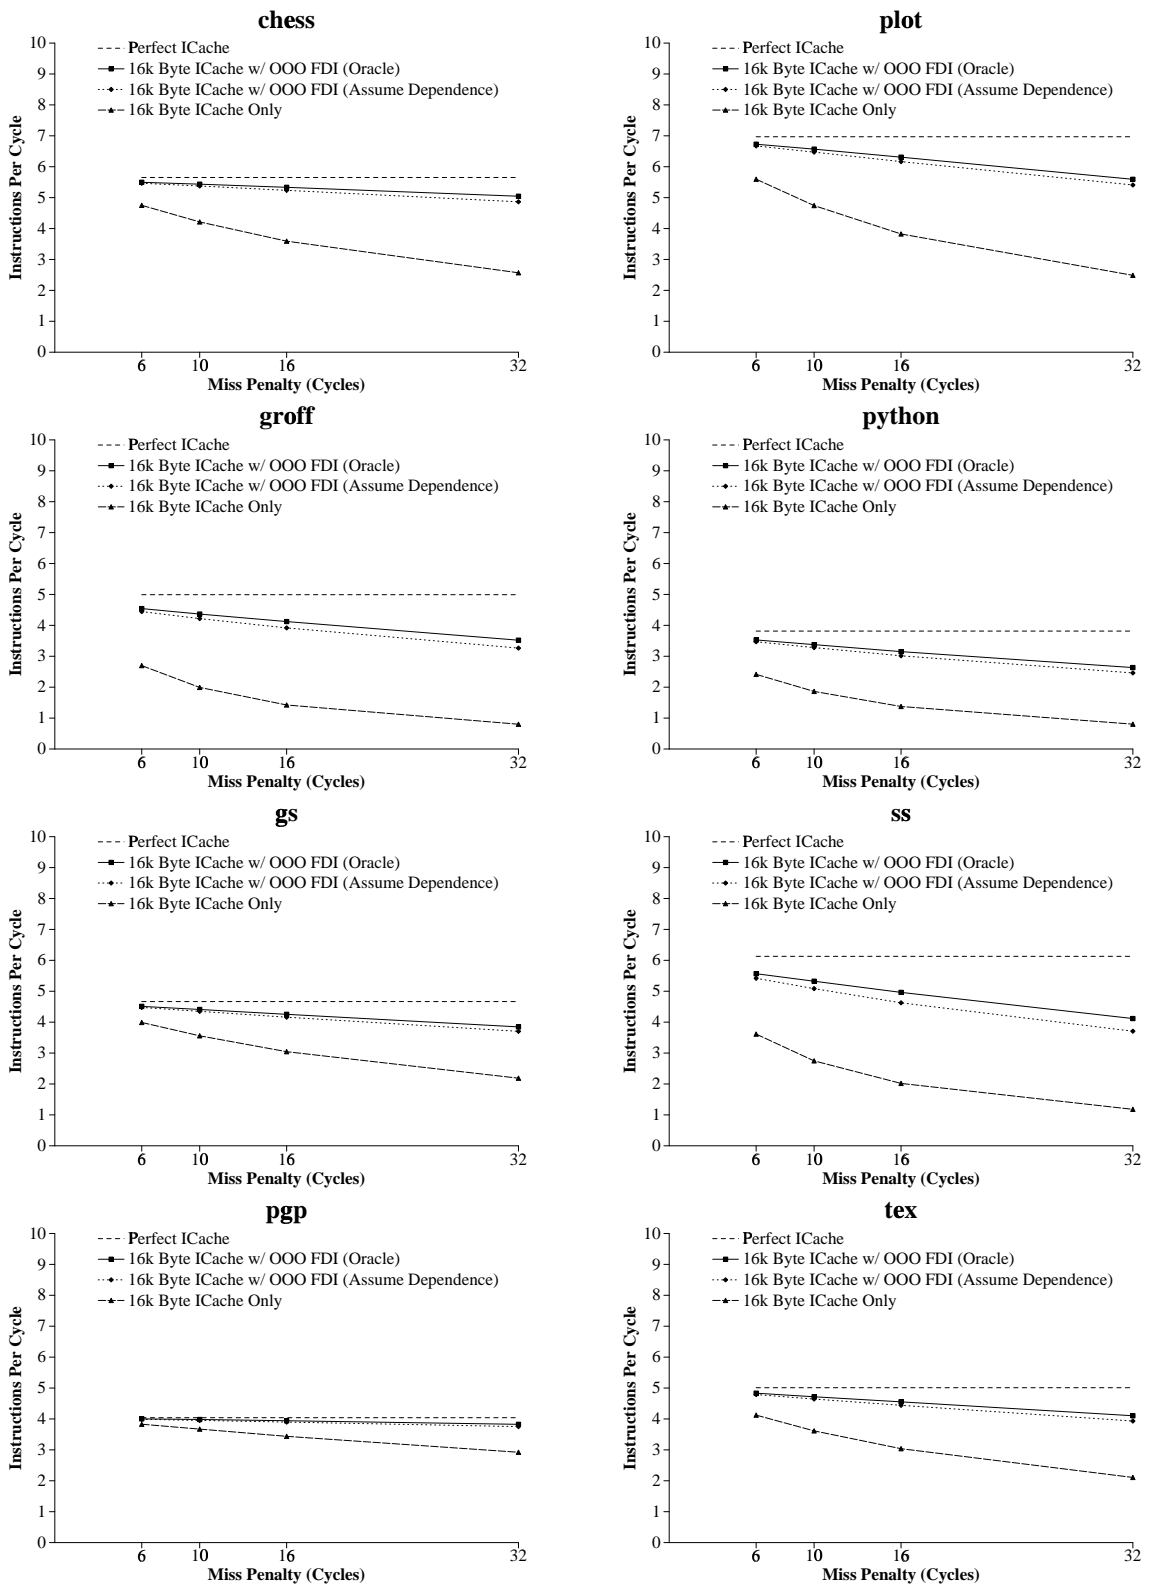 chess
10
9
8
7
6
5
4
3
2
1
0
Instructions Per Cycle
Perfect ICache
16k Byte ICache w/ OOO FDI (Oracle)
16k Byte ICache w/ OOO FDI (Assume Dependence)
16k Byte ICache Only
6 10 16 32
Miss Penalty (Cycles)
plot
10
9
8
7
6
5
4
3
2
1
0
Instructions Per Cycle
Perfect ICache
16k Byte ICache w/ OOO FDI (Oracle)
16k Byte ICache w/ OOO FDI (Assume Dependence)
16k Byte ICache Only
6 10 16 32
Miss Penalty (Cycles)
groff
10
9
8
7
6
5
4
3
2
1
0
Instructions Per Cycle
Perfect ICache
16k Byte ICache w/ OOO FDI (Oracle)
16k Byte ICache w/ OOO FDI (Assume Dependence)
16k Byte ICache Only
6 10 16 32
Miss Penalty (Cycles)
python
10
9
8
7
6
5
4
3
2
1
0
Instructions Per Cycle
Perfect ICache
16k Byte ICache w/ OOO FDI (Oracle)
16k Byte ICache w/ OOO FDI (Assume Dependence)
16k Byte ICache Only
6 10 16 32
Miss Penalty (Cycles)
gs
10
9
8
7
6
5
4
3
2
1
0
Instructions Per Cycle
Perfect ICache
16k Byte ICache w/ OOO FDI (Oracle)
16k Byte ICache w/ OOO FDI (Assume Dependence)
16k Byte ICache Only
6 10 16 32
Miss Penalty (Cycles)
ss
10
9
8
7
6
5
4
3
2
1
0
Instructions Per Cycle
Perfect ICache
16k Byte ICache w/ OOO FDI (Oracle)
16k Byte ICache w/ OOO FDI (Assume Dependence)
16k Byte ICache Only
6 10 16 32
Miss Penalty (Cycles)
pgp
10
9
8
7
6
5
4
3
2
1
0
Instructions Per Cycle
Perfect ICache
16k Byte ICache w/ OOO FDI (Oracle)
16k Byte ICache w/ OOO FDI (Assume Dependence)
16k Byte ICache Only
6 10 16 32
Miss Penalty (Cycles)
tex
10
9
8
7
6
5
4
3
2
1
0
Instructions Per Cycle
Perfect ICache
16k Byte ICache w/ OOO FDI (Oracle)
16k Byte ICache w/ OOO FDI (Assume Dependence)
16k Byte ICache Only
6 10 16 32
Miss Penalty (Cycles)